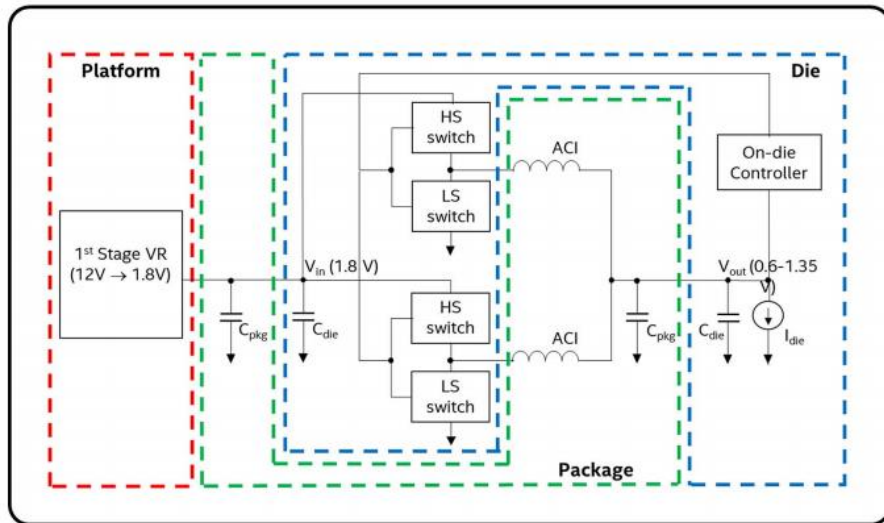 Platform
Die
HS
switch
ACI
On-die
Controller
LS
switch
1st Stage VR
(12V → 1.8V)
Vin (1.8 V)
Vout (0.6-1.35
V)
HS
switch
Cpkg
Cdie
ACI
Cpkg
Cdie
Idie
LS
switch
Package